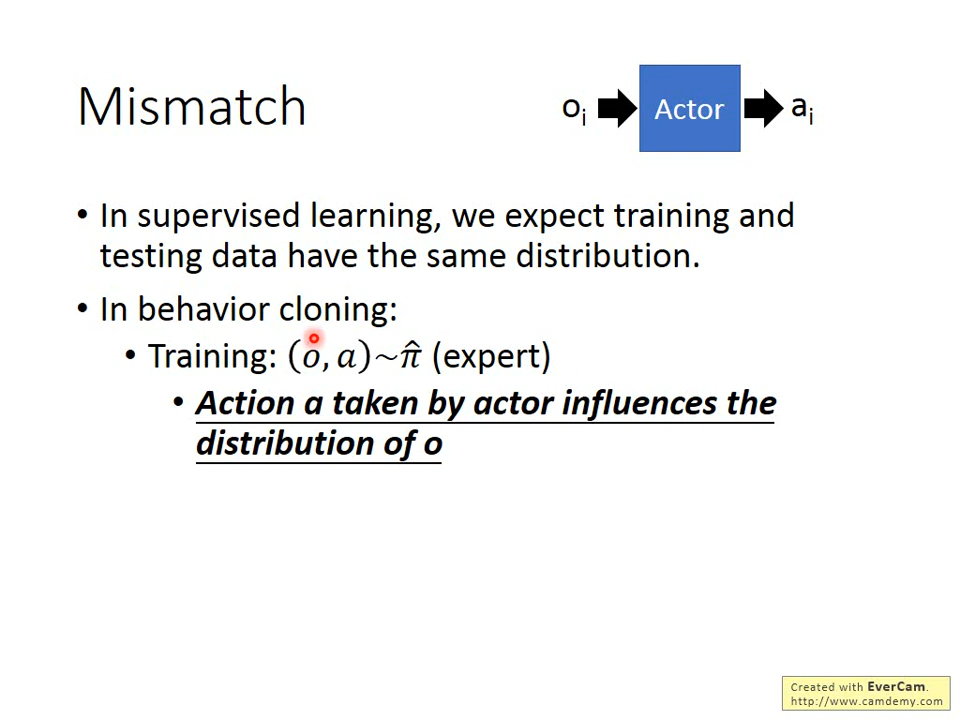 Mismatch
oi
Actor
ai
• In supervised learning, we expect training and
testing data have the same distribution.
• In behavior cloning:
• Training: (o, a)~π̂ (expert)
• Action a taken by actor influences the
distribution of o
Created with EverCam.
http://www.camdemy.com